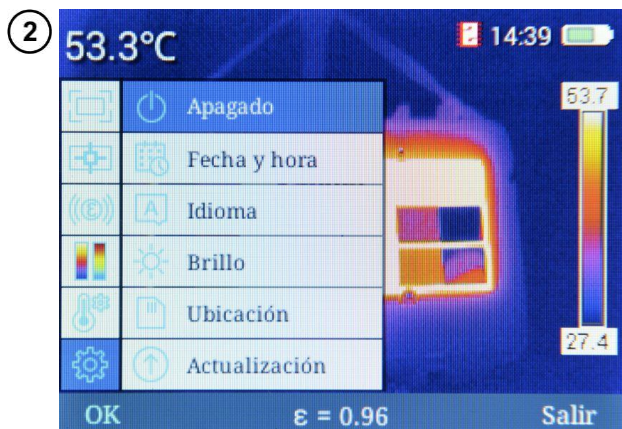 2
53.3°C
14:39
53.7
Apagado
Fecha y hora
((ε))
A
Idioma
Brillo
Ubicación
27.4
Actualización
OK
ε = 0.96
Salir